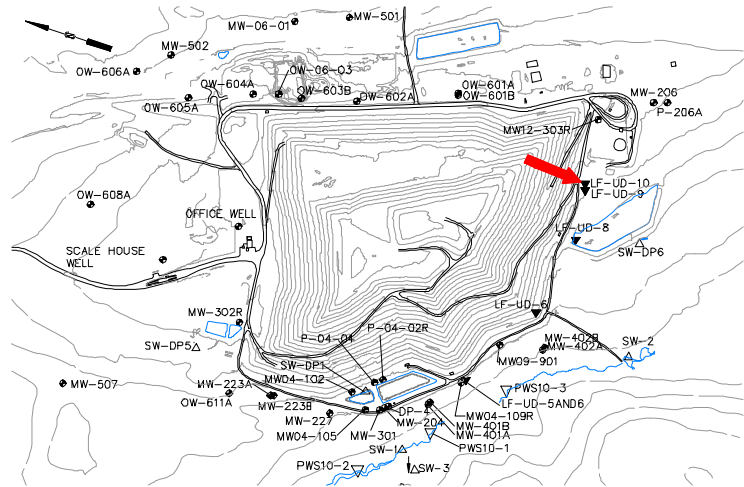 MW-501
MW-06-01
MW-502
OW-606A
OW-06-03
OW-604A
OW-603B
OW-602A
OW-601A
OW-601B
OW-605A
MW-206
P-206A
MW12-303R
LF-UD-10
LF-UD-9
OW-608A
OFFICE WELL
LF-UD-8
SW-DP6
SCALE HOUSE
WELL
MW-302R
LF-UD-6
P-04-04
P-04-02R
SW-DP5
MW-402B
MW-402A
SW-2
SW-DP1
MW09-901
MW-507
MW-223A
MW04-102
PWS10-3
OW-611A
MW-223B
LF-UD-5AND6
DP-4
MW04-109R
MW-227
MW-204
MW-401B
MW04-105
MW-301
MW-401A
SW-1
PWS10-1
PWS10-2
SW-3